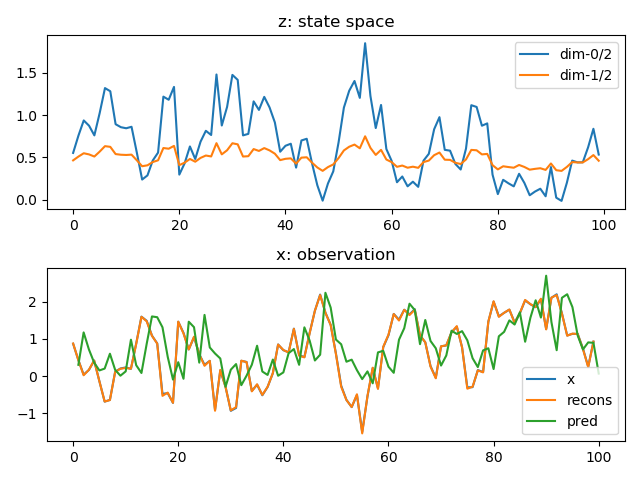 z: state space
dim-0/2
dim-1/2
1.5
1.0
0.5
0.0
0 20 40 60 80 100
x: observation
2
1
0
−1
x
recons
pred
0 20 40 60 80 100